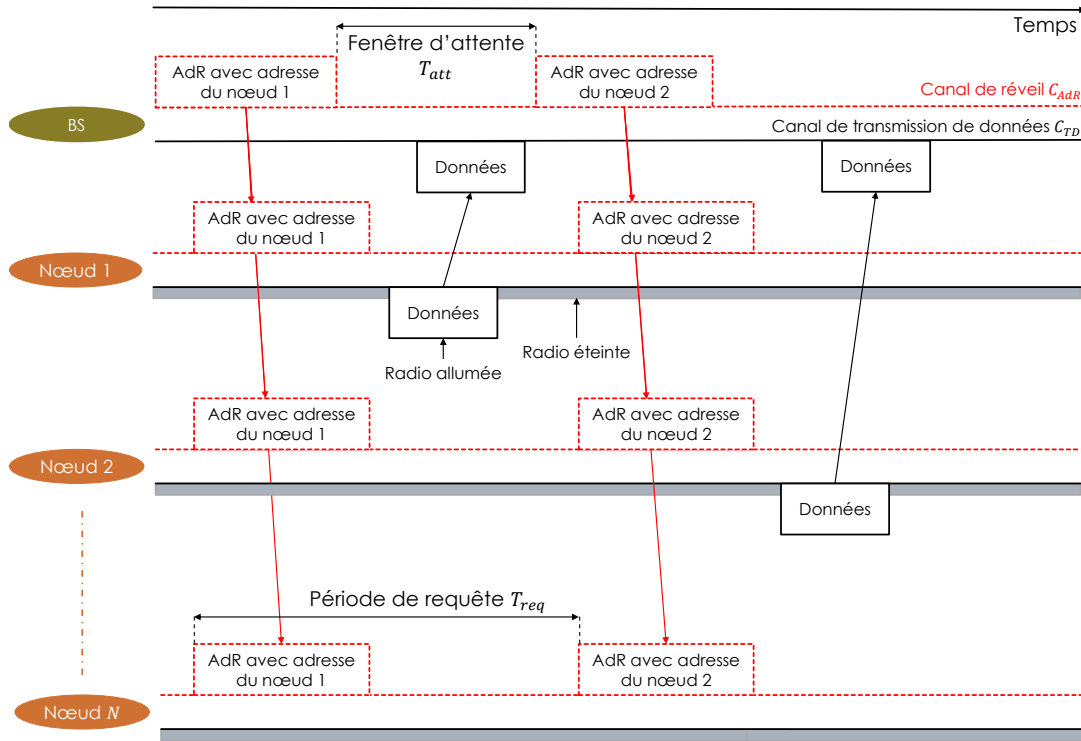 Temps
Fenêtre d'attente
T_att
AdR avec adresse
du nœud 1
AdR avec adresse
du nœud 2
Canal de réveil C_AdR
BS
Canal de transmission de données C_TD
Données
Données
AdR avec adresse
du nœud 1
AdR avec adresse
du nœud 2
Nœud 1
Données
Radio allumée
Radio éteinte
AdR avec adresse
du nœud 1
AdR avec adresse
du nœud 2
Nœud 2
Données
Période de requête T_req
AdR avec adresse
du nœud 1
AdR avec adresse
du nœud 2
Nœud N